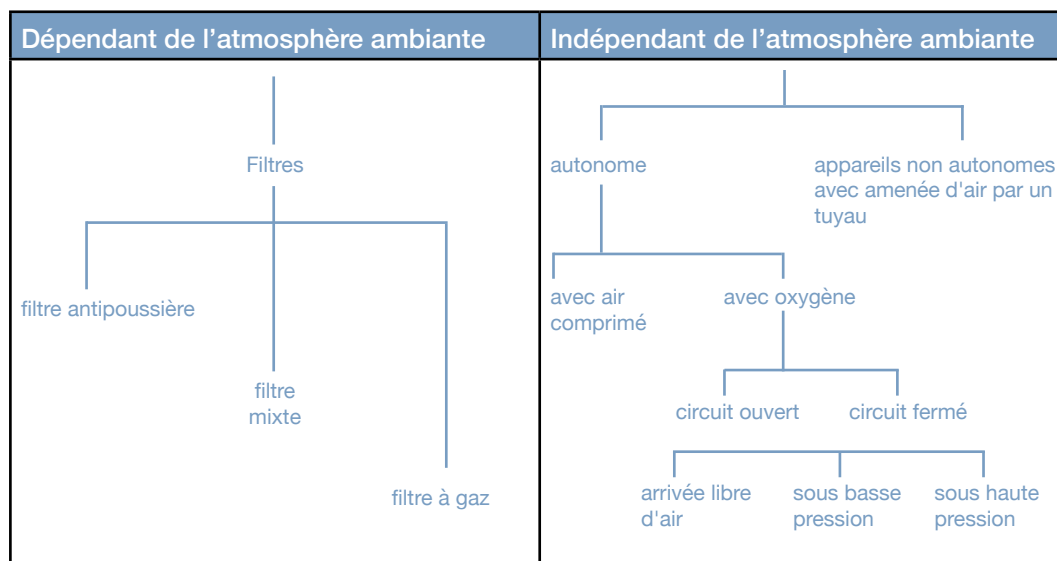 Dépendant de l’atmosphère ambiante
Indépendant de l’atmosphère ambiante
Filtres
filtre antipoussière
filtre
mixte
filtre à gaz
autonome
appareils non autonomes
avec amenée d'air par un
tuyau
avec air
comprimé
avec oxygène
circuit ouvert
circuit fermé
arrivée libre
d'air
sous basse
pression
sous haute
pression